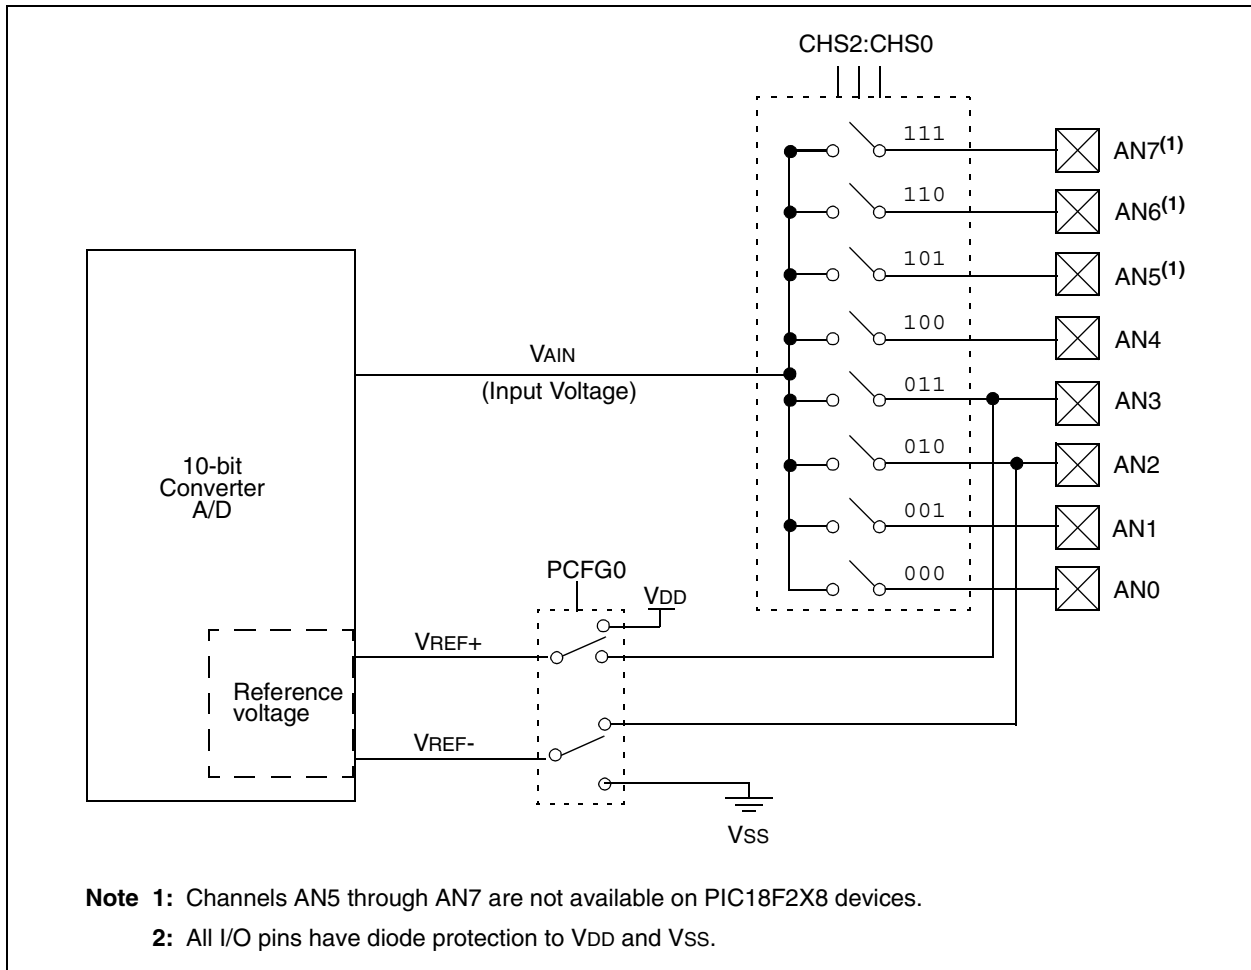 CHS2:CHS0
111
AN7(1)
110
AN6(1)
101
AN5(1)
100
AN4
VAIN
(Input Voltage)
011
AN3
010
AN2
10-bit
Converter
A/D
001
AN1
000
AN0
PCFG0
VDD
VREF+
Reference
voltage
VREF-
VSS
Note 1: Channels AN5 through AN7 are not available on PIC18F2X8 devices.
2: All I/O pins have diode protection to VDD and VSS.